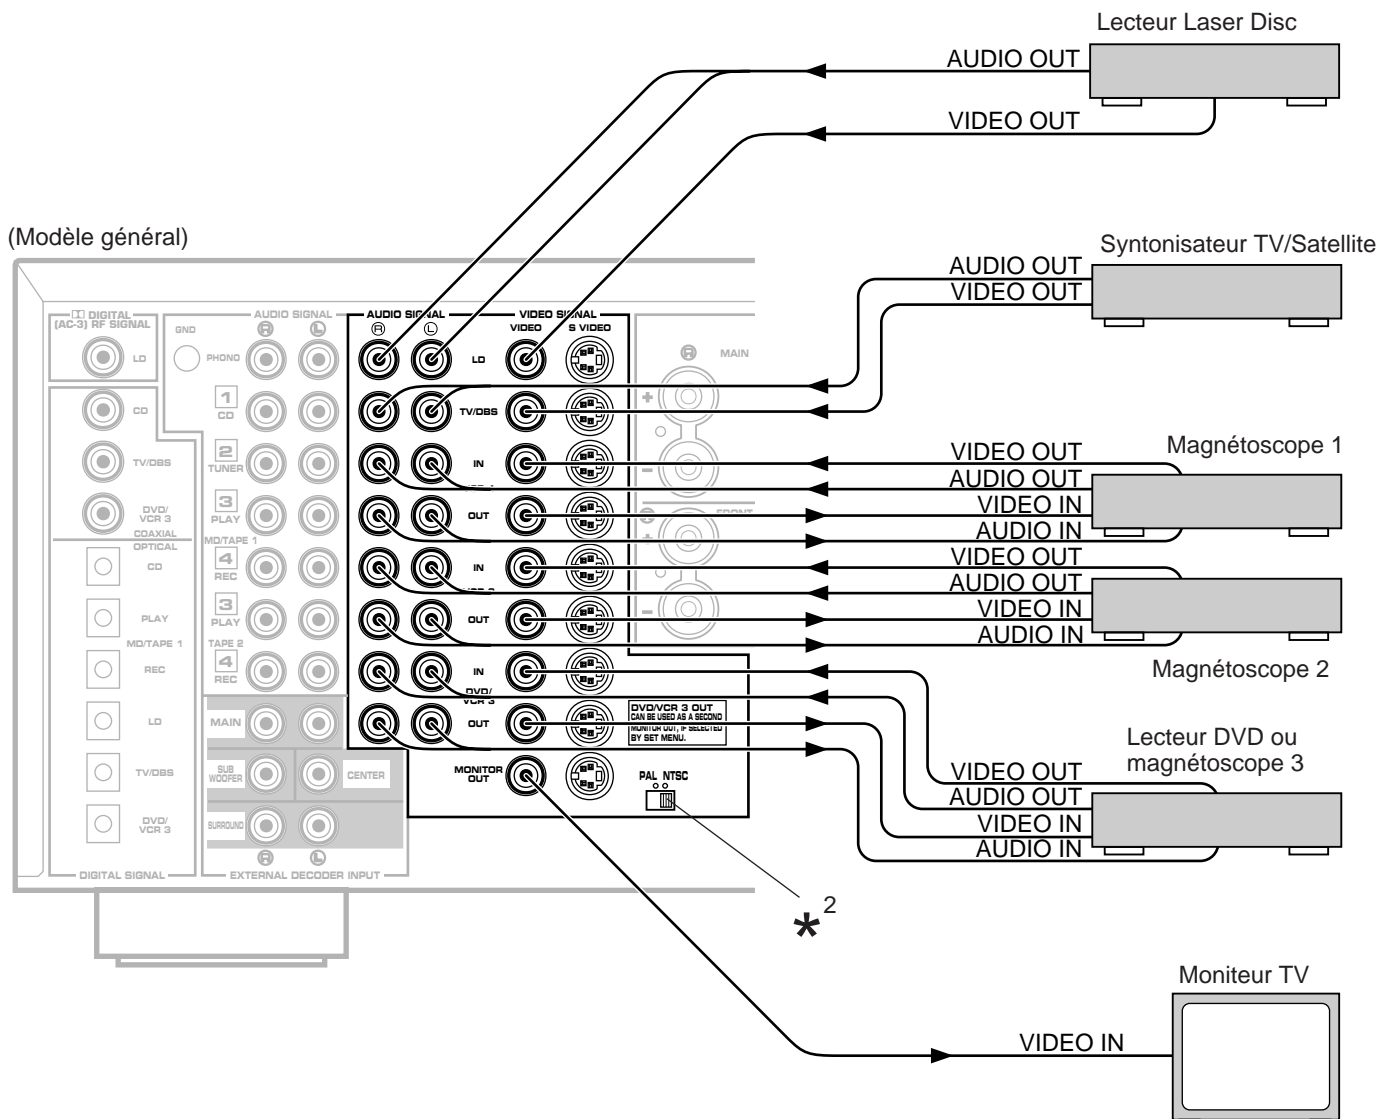 Lecteur Laser Disc
AUDIO OUT
VIDEO OUT
(Modèle général)
Syntonisateur TV/Satellite
AUDIO OUT
VIDEO OUT
DIGITAL
(AC-3) RF SIGNAL
LD
CD
TV/DBS
DVD/
VCR 3
COAXIAL
OPTICAL
CD
PLAY
MD/TAPE 1
REC
LD
TV/DBS
DVD/
VCR 3
DIGITAL SIGNAL
AUDIO SIGNAL
GND
R
L
PHONO
1
CD
2
TUNER
3
PLAY
MD/TAPE 1
4
REC
3
PLAY
TAPE 2
4
REC
MAIN
SUB
WOOFER
CENTER
SURROUND
R
L
EXTERNAL DECODER INPUT
AUDIO SIGNAL
VIDEO SIGNAL
R
L
VIDEO
S VIDEO
LD
TV/DBS
IN
OUT
IN
OUT
IN
DVD/
VCR 3
OUT
MONITOR
OUT
DVD/VCR 3 OUT
CAN BE USED AS A SECOND
MONITOR OUT, IF SELECTED
BY SET MENU.
PAL NTSC
R
MAIN
+
−
FRONT
+
−
*2
Magnétoscope 1
VIDEO OUT
AUDIO OUT
VIDEO IN
AUDIO IN
VIDEO OUT
AUDIO OUT
VIDEO IN
AUDIO IN
Magnétoscope 2
Lecteur DVD ou
magnétoscope 3
VIDEO OUT
AUDIO OUT
VIDEO IN
AUDIO IN
Moniteur TV
VIDEO IN